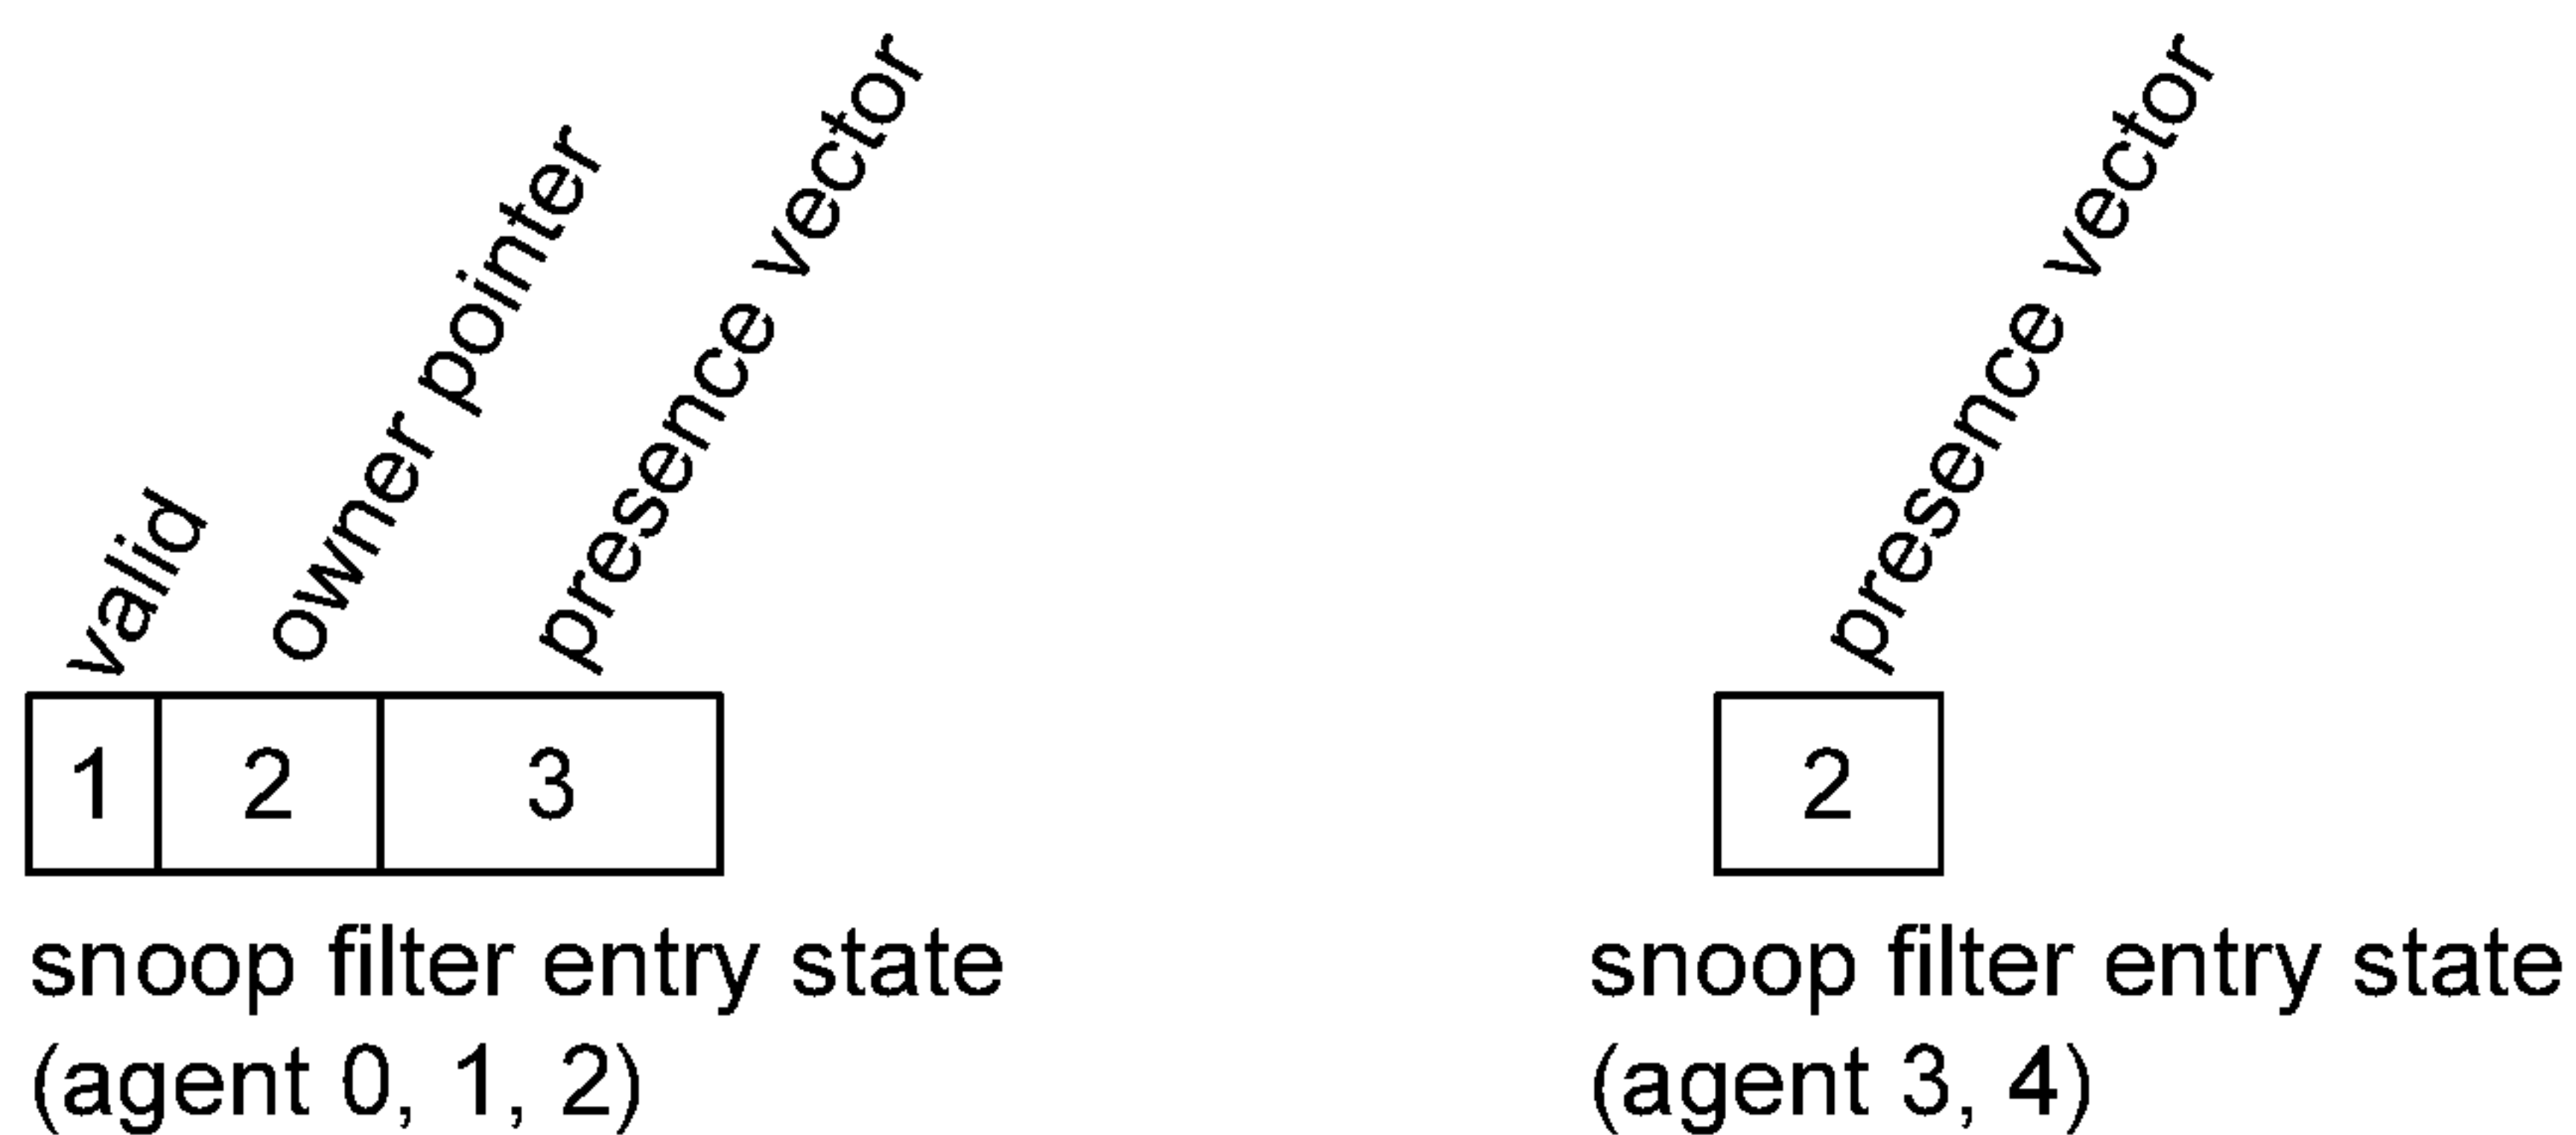 valid
owner pointer
presence vector
1 2 3
snoop filter entry state
(agent 0, 1, 2)
presence vector
2
snoop filter entry state
(agent 3, 4)